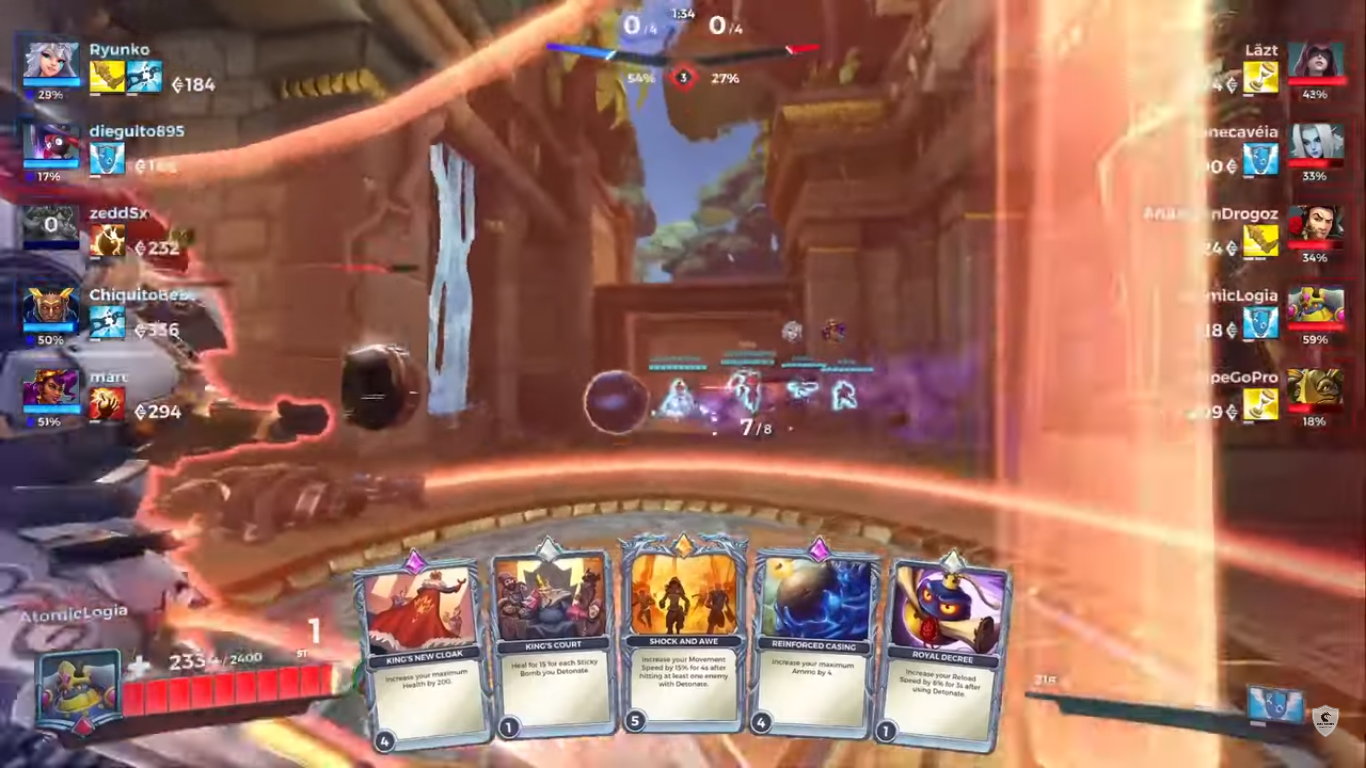 0/4 1:34 0/4
54% 3 27%
Ryunko
184
29%
dieguito895
17%
zeddSx
0
232
336
50%
marc
294
51%
Läzt
43%
33%
Drogoz
34%
59%
peGoPro
18%
7/8
AtomicLogia
2334/2400
1
KING'S NEW CLOAK
Increase your maximum
Health by 200.
4
KING'S COURT
Heal for 15 for each Sticky
Bomb you Detonate.
1
SHOCK AND AWE
Increase your Movement
Speed by 15% for 4s after
hitting at least one enemy
with Detonate.
5
REINFORCED CASING
Increase your maximum
Ammo by 4.
4
ROYAL DECREE
Increase your Reload
Speed by 6% for 3s after
using Detonate.
1